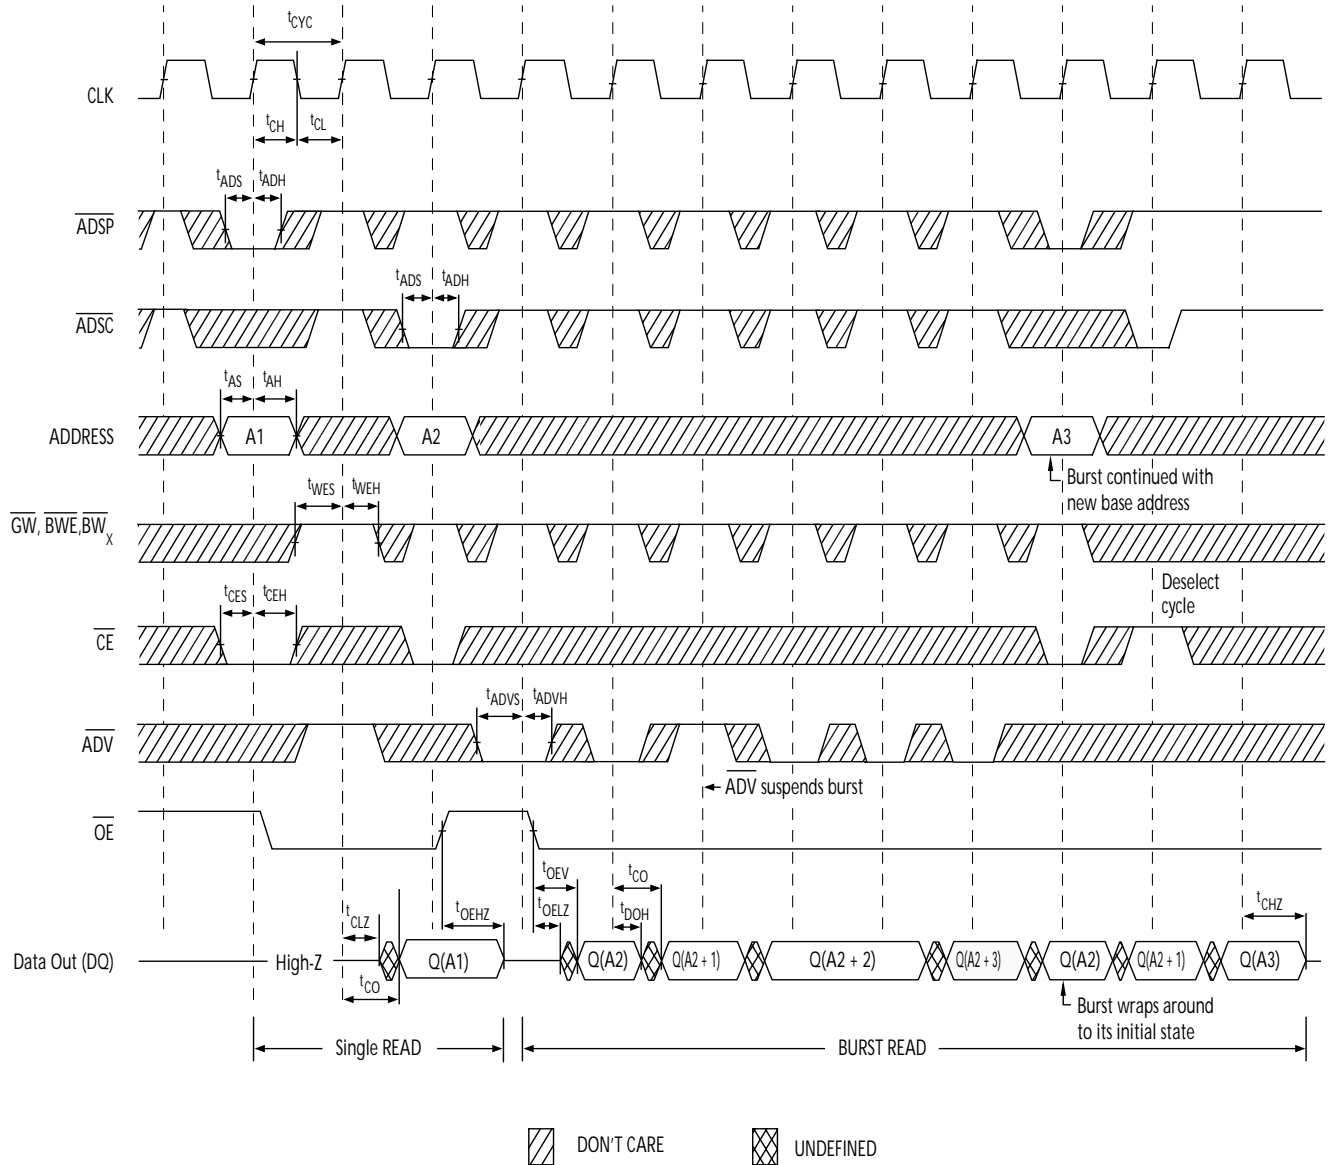 tCYC
CLK
tCH
tCL
tADS
tADH
ADSP
tADS
tADH
ADSC
tAS
tAH
ADDRESS
A1
A2
A3
Burst continued with
new base address
tWES
tWEH
GW, BWE,BWX
Deselect
cycle
tCES
tCEH
CE
tADVS
tADVH
ADV
ADV suspends burst
OE
tOEV
tCO
tCLZ
tOEHZ
tOELZ
tDOH
tCHZ
Data Out (DQ)
High-Z
Q(A1)
Q(A2)
Q(A2 + 1)
Q(A2 + 2)
Q(A2 + 3)
Q(A2)
Q(A2 + 1)
Q(A3)
tCO
Burst wraps around
to its initial state
Single READ
BURST READ
DON'T CARE
UNDEFINED